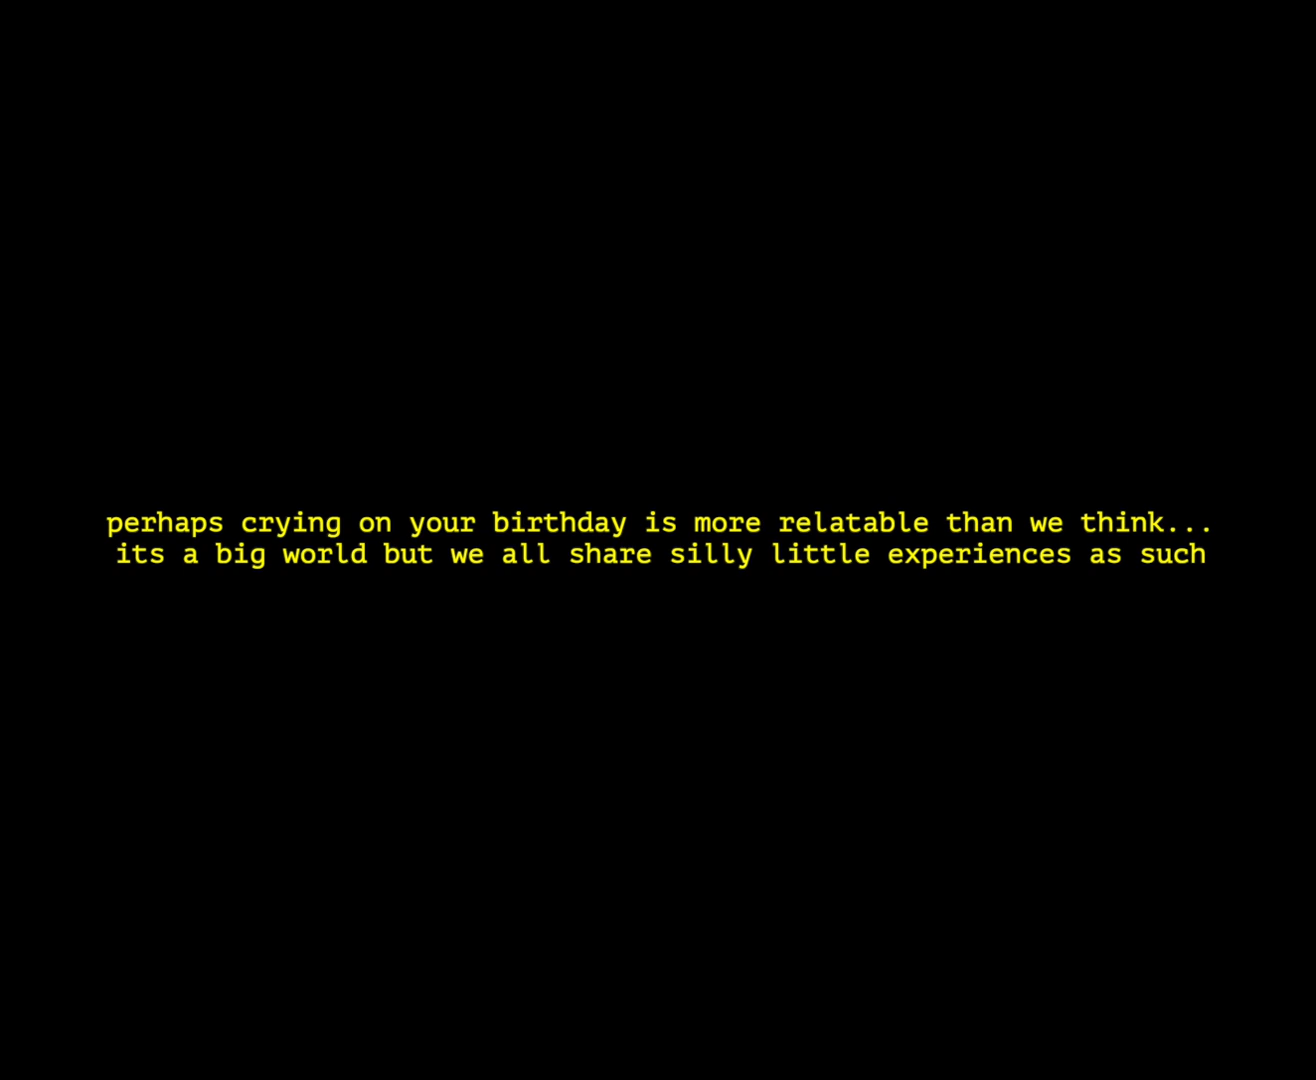 perhaps crying on your birthday is more relatable than we think...
its a big world but we all share silly little experiences as such